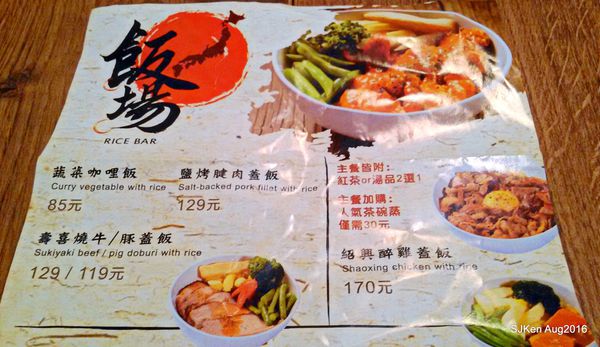 飯場
RICE BAR
蔬菜咖哩飯
Curry vegetable with rice
85元
鹽烤腱肉蓋飯
Salt-backed pork fillet with rice
129元
壽喜燒牛/豚蓋飯
Sukiyaki beef / pig doburi with rice
129 / 119元
主餐皆附:
紅茶or湯品2選1
主餐加購:
人氣茶碗蒸
僅需30元
紹興醉雞蓋飯
Shaoxing chicken with rice
170元
SJKen Aug2016